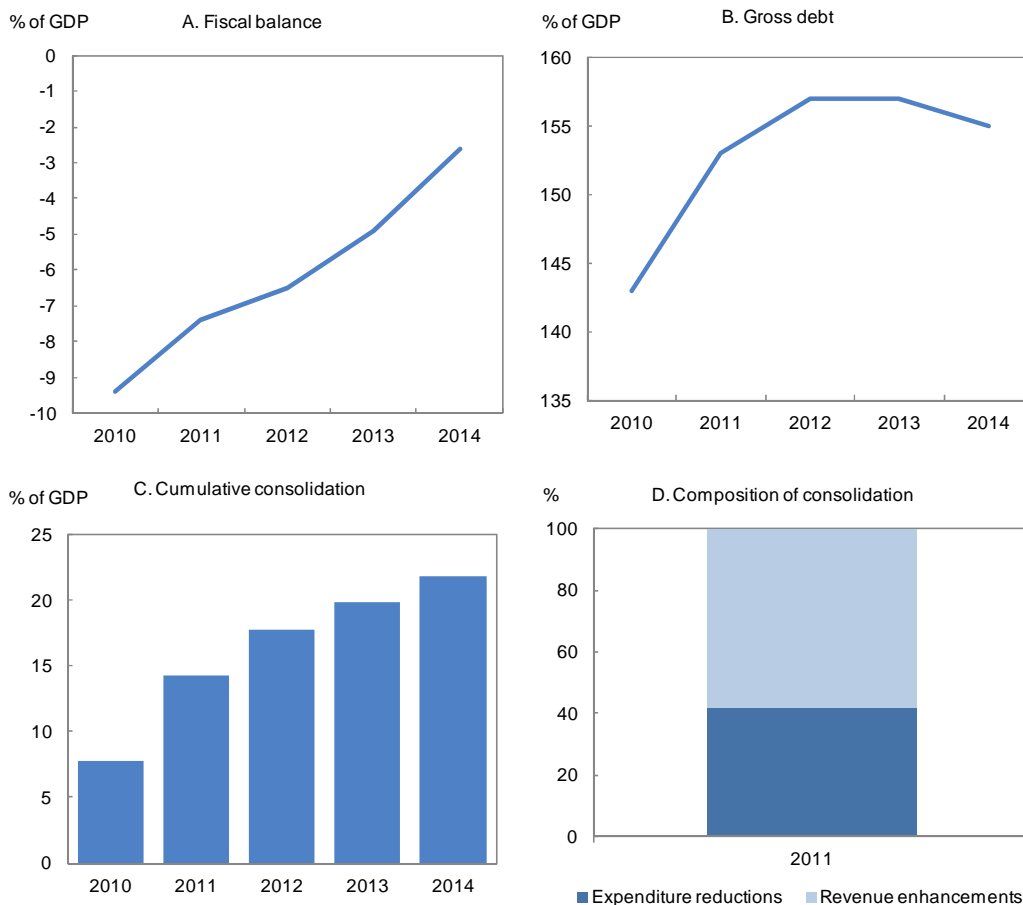 % of GDP
A. Fiscal balance
0
-1
-2
-3
-4
-5
-6
-7
-8
-9
-10
2010 2011 2012 2013 2014
% of GDP
B. Gross debt
160
155
150
145
140
135
2010 2011 2012 2013 2014
% of GDP
C. Cumulative consolidation
25
20
15
10
5
0
2010 2011 2012 2013 2014
%
D. Composition of consolidation
100
80
60
40
20
0
2011
Expenditure reductions Revenue enhancements